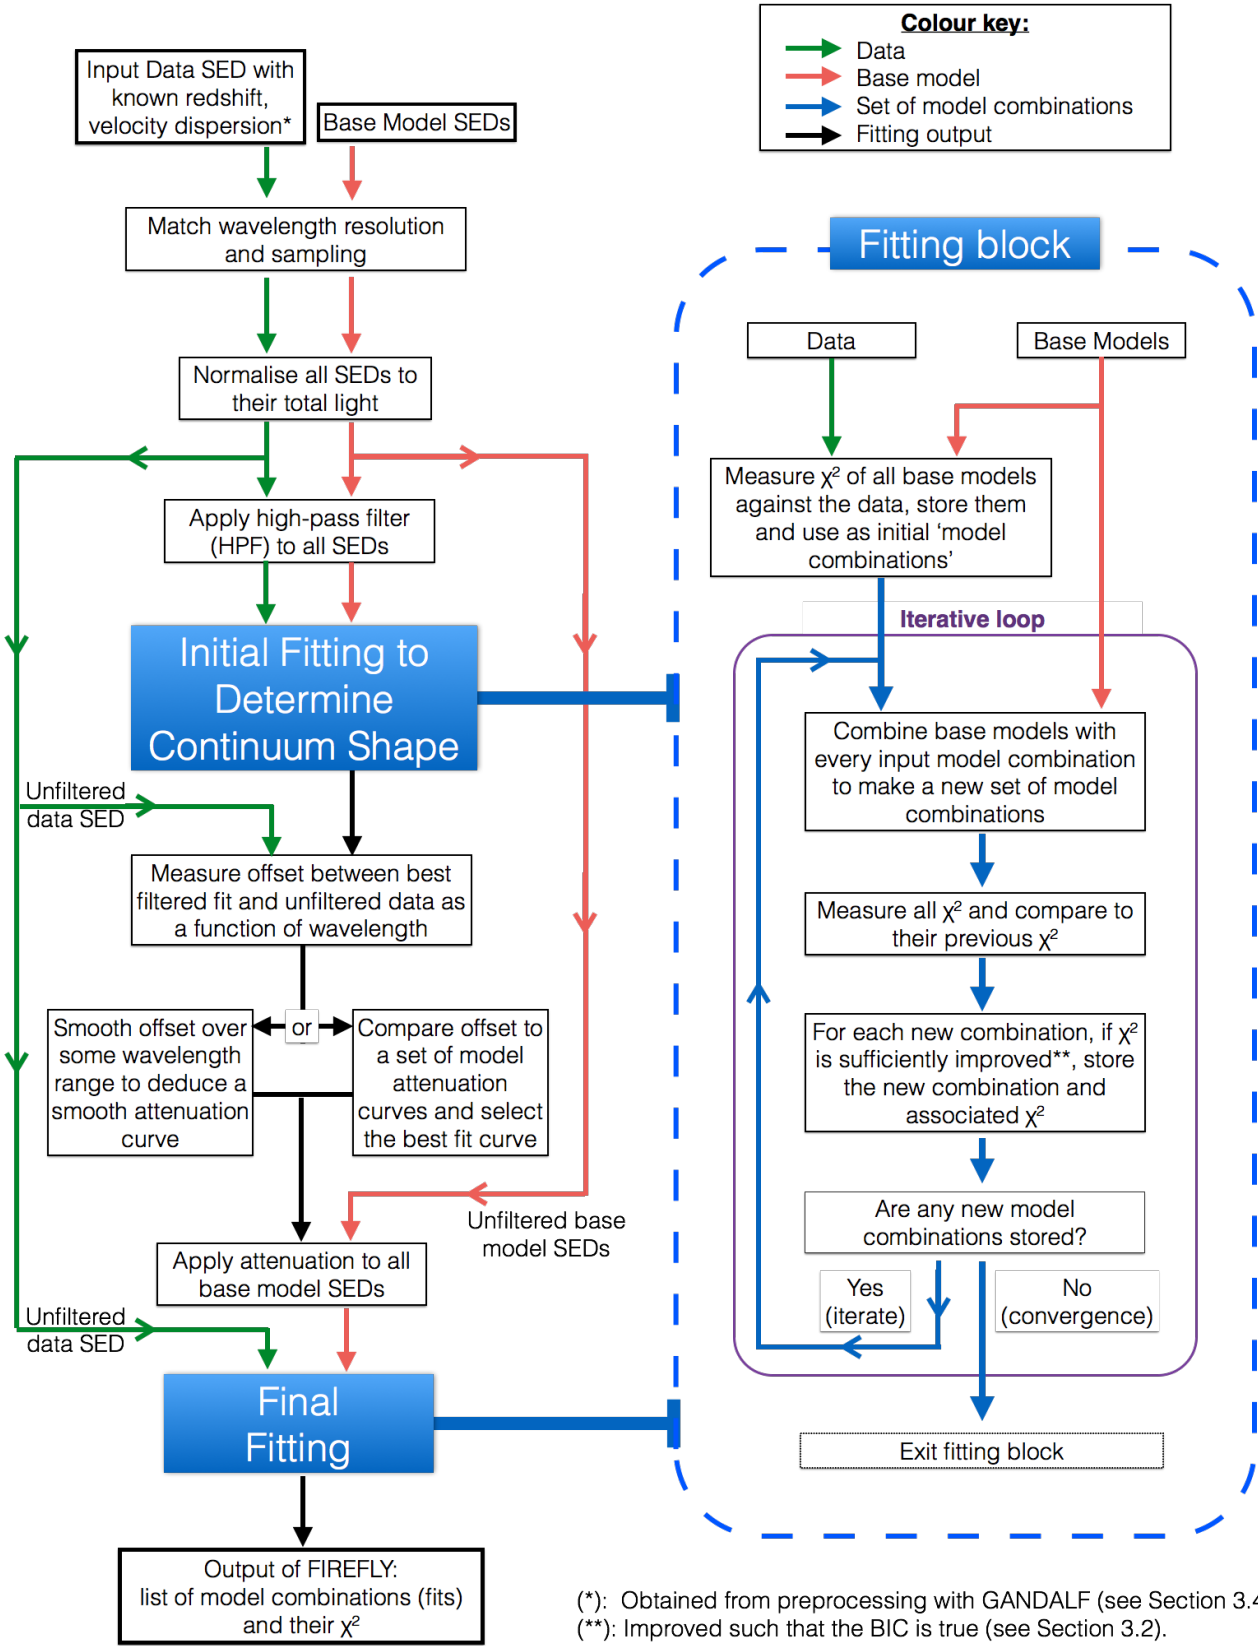 Colour key:
Data
Base model
Set of model combinations
Fitting output
Input Data SED with
known redshift,
velocity dispersion*
Base Model SEDs
Match wavelength resolution
and sampling
Normalise all SEDs to
their total light
Apply high-pass filter
(HPF) to all SEDs
Initial Fitting to
Determine
Continuum Shape
Unfiltered
data SED
Measure offset between best
filtered fit and unfiltered data as
a function of wavelength
or
Smooth offset over
some wavelength
range to deduce a
smooth attenuation
curve
Compare offset to
a set of model
attenuation
curves and select
the best fit curve
Unfiltered base
model SEDs
Apply attenuation to all
base model SEDs
Unfiltered
data SED
Final
Fitting
Output of FIREFLY:
list of model combinations (fits)
and their χ²
Fitting block
Data
Base Models
Measure χ² of all base models
against the data, store them
and use as initial ‘model
combinations’
Iterative loop
Combine base models with
every input model combination
to make a new set of model
combinations
Measure all χ² and compare to
their previous χ²
For each new combination, if χ²
is sufficiently improved**, store
the new combination and
associated χ²
Are any new model
combinations stored?
Yes
(iterate)
No
(convergence)
Exit fitting block
(*): Obtained from preprocessing with GANDALF (see Section 3.4
(**): Improved such that the BIC is true (see Section 3.2).